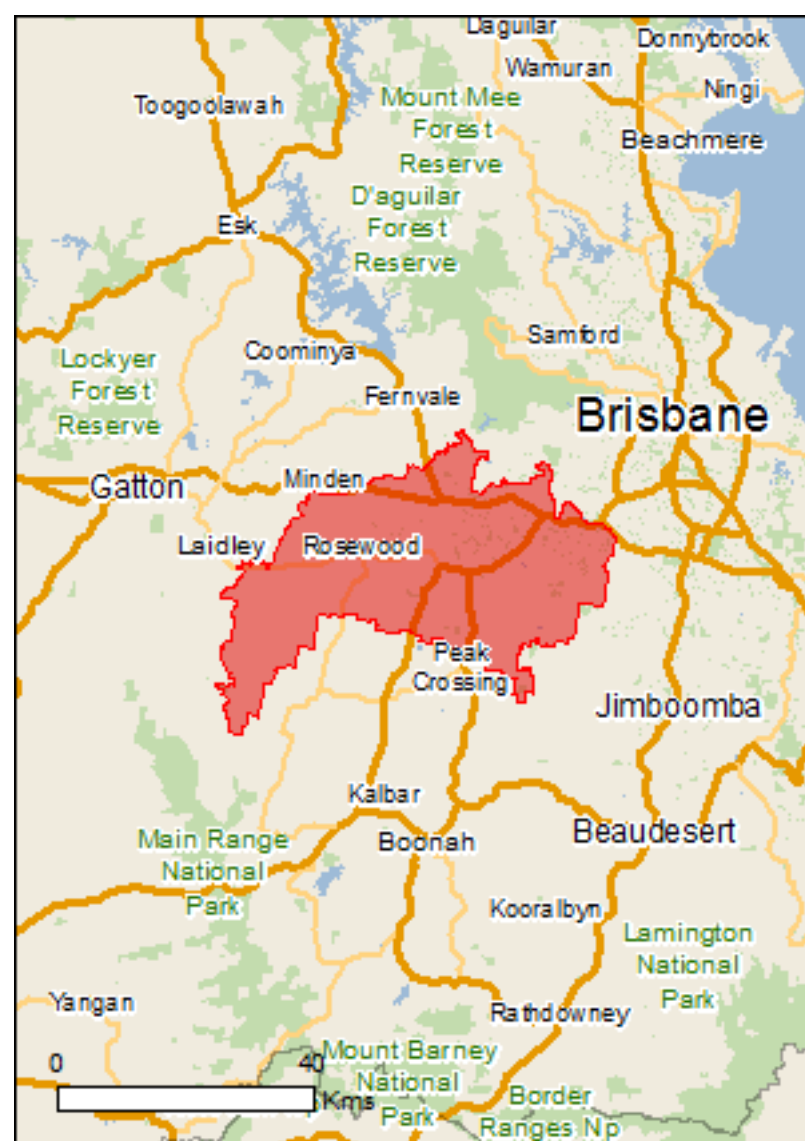 Daguilar
Donnybrook
Wamuran
Ningi
Toogoolawah
Mount Mee
Forest
Reserve
Beachmere
D'aguilar
Forest
Reserve
Esk
Samford
Coominya
Lockyer
Forest
Reserve
Fernvale
Brisbane
Gatton
Minden
Laidley
Rosewood
Peak
Crossing
Jimboomba
Kalbar
Boonah
Beaudesert
Main Range
National
Park
Kooralbyn
Lamington
National
Park
Yangan
Rathdowney
Mount Barney
National
Park
0 40
Kms
Border
Ranges Np